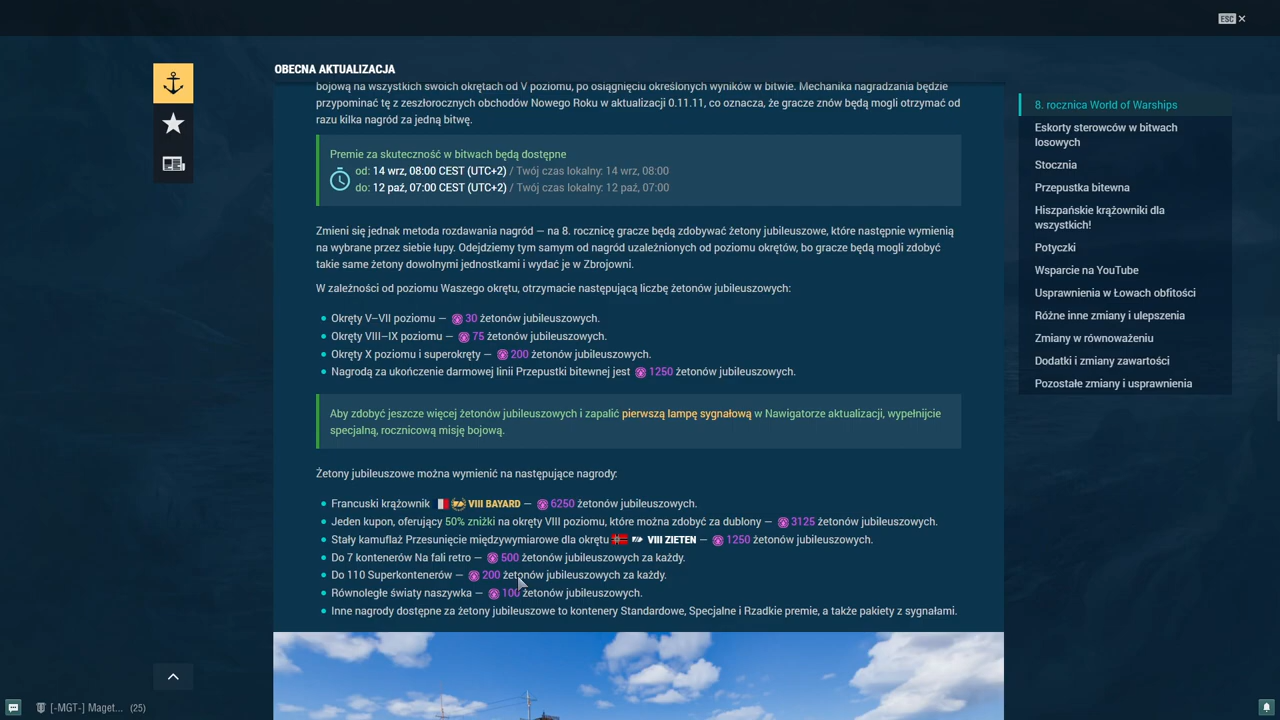 ESC ×
OBECNA AKTUALIZACJA
bojową na wszystkich swoich okrętach od V poziomu, po osiągnięciu określonych wyników w bitwie. Mechanika nagradzania będzie
przypominać tę z zeszłorocznych obchodów Nowego Roku w aktualizacji 0.11.11, co oznacza, że gracze znów będą mogli otrzymać od
razu kilka nagród za jedną bitwę.
Premie za skuteczność w bitwach będą dostępne
od: 14 wrz, 08:00 CEST (UTC+2) / Twój czas lokalny: 14 wrz, 08:00
do: 12 paź, 07:00 CEST (UTC+2) / Twój czas lokalny: 12 paź, 07:00
Zmieni się jednak metoda rozdawania nagród — na 8. rocznicę gracze będą zdobywać żetony jubileuszowe, które następnie wymienią
na wybrane przez siebie łupy. Odejdziemy tym samym od nagród uzależnionych od poziomu okrętów, bo gracze będą mogli zdobyć
takie same żetony dowolnymi jednostkami i wydać je w Zbrojowni.
W zależności od poziomu Waszego okrętu, otrzymacie następującą liczbę żetonów jubileuszowych:
Okręty V–VII poziomu — 30 żetonów jubileuszowych.
Okręty VIII–IX poziomu — 75 żetonów jubileuszowych.
Okręty X poziomu i superokręty — 200 żetonów jubileuszowych.
Nagrodą za ukończenie darmowej linii Przepustki bitewnej jest 1250 żetonów jubileuszowych.
Aby zdobyć jeszcze więcej żetonów jubileuszowych i zapalić pierwszą lampę sygnałową w Nawigatorze aktualizacji, wypełnijcie
specjalną, rocznicową misję bojową.
Żetony jubileuszowe można wymienić na następujące nagrody:
Francuski krążownik VIII BAYARD — 6250 żetonów jubileuszowych.
Jeden kupon, oferujący 50% zniżki na okręty VIII poziomu, które można zdobyć za dublony — 3125 żetonów jubileuszowych.
Stały kamuflaż Przesunięcie międzywymiarowe dla okrętu VIII ZIETEN — 1250 żetonów jubileuszowych.
Do 7 kontenerów Na fali retro — 500 żetonów jubileuszowych za każdy.
Do 110 Superkontenerów — 200 żetonów jubileuszowych za każdy.
Równoległe światy naszywka — 100 żetonów jubileuszowych.
Inne nagrody dostępne za żetony jubileuszowe to kontenery Standardowe, Specjalne i Rzadkie premie, a także pakiety z sygnałami.
8. rocznica World of Warships
Eskorty sterowców w bitwach
losowych
Stocznia
Przepustka bitewna
Hiszpańskie krążowniki dla
wszystkich!
Potyczki
Wsparcie na YouTube
Usprawnienia w Łowach obfitości
Różne inne zmiany i ulepszenia
Zmiany w równoważeniu
Dodatki i zmiany zawartości
Pozostałe zmiany i usprawnienia
[-MGT-] Maget... (25)